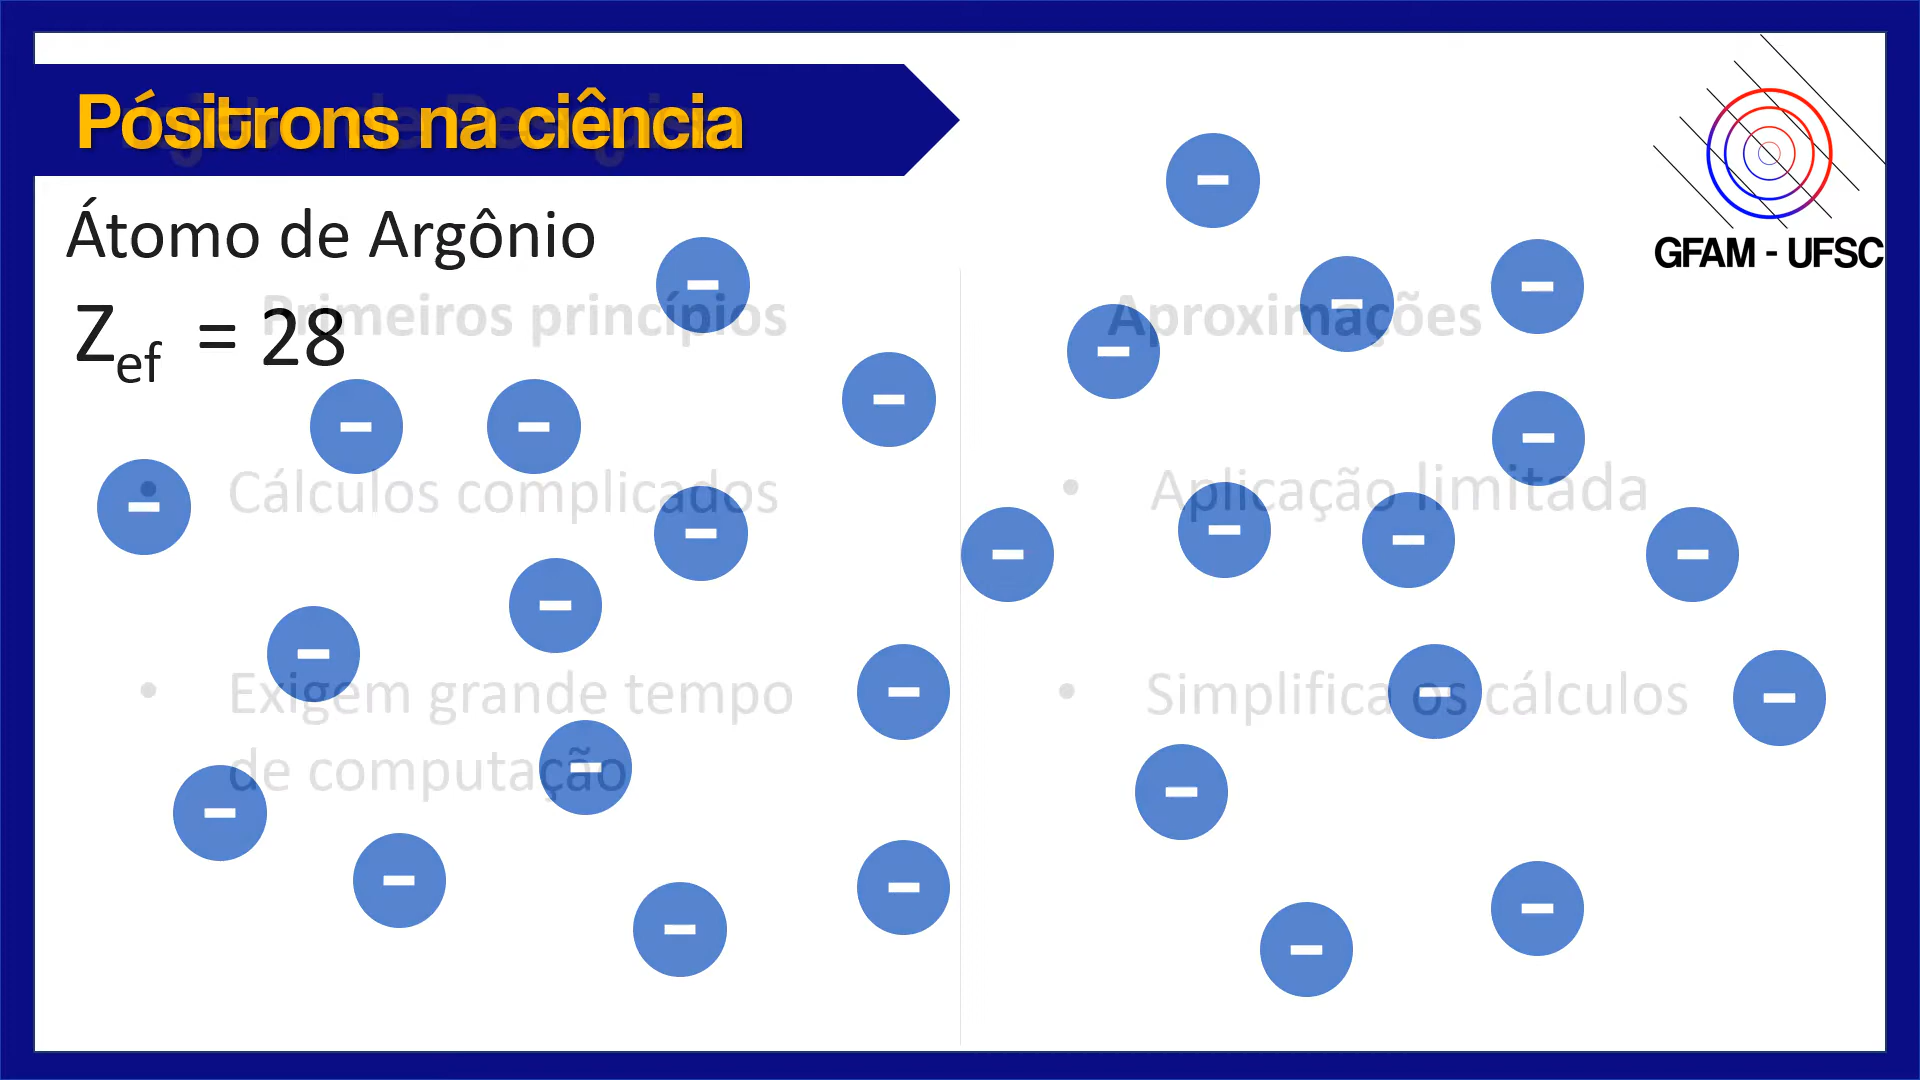 Pósitrons na ciência
GFAM - UFSC
Átomo de Argônio
Zef = 28
Primeiros princípios
Aproximações
• Cálculos complicados
• Aplicação limitada
• Exigem grande tempo
de computação
• Simplifica os cálculos